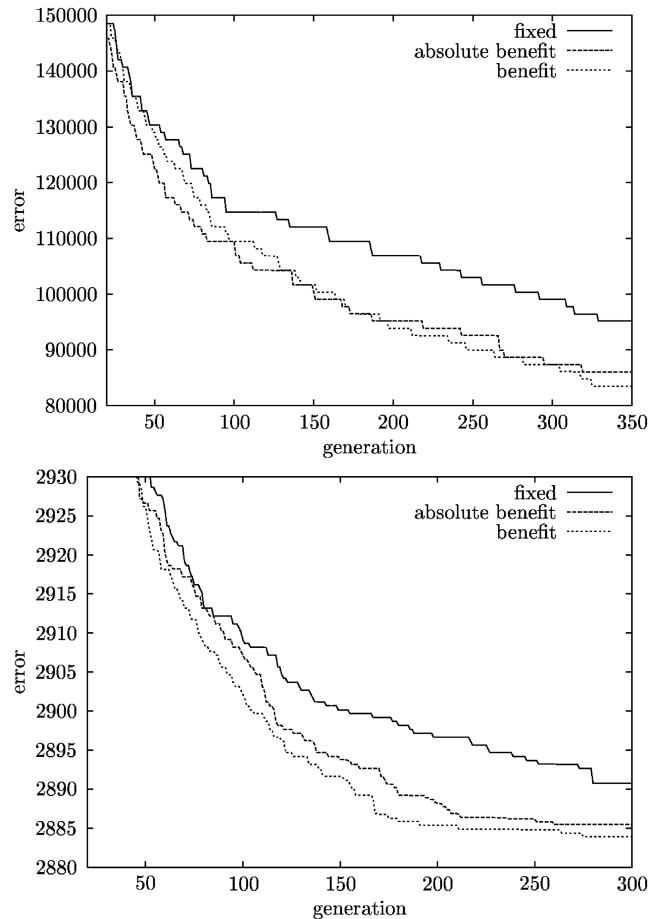 150000
140000
130000
120000
110000
100000
90000
80000
error
fixed
absolute benefit
benefit
50 100 150 200 250 300 350
generation
2930
2925
2920
2915
2910
2905
2900
2895
2890
2885
2880
error
fixed
absolute benefit
benefit
50 100 150 200 250 300
generation